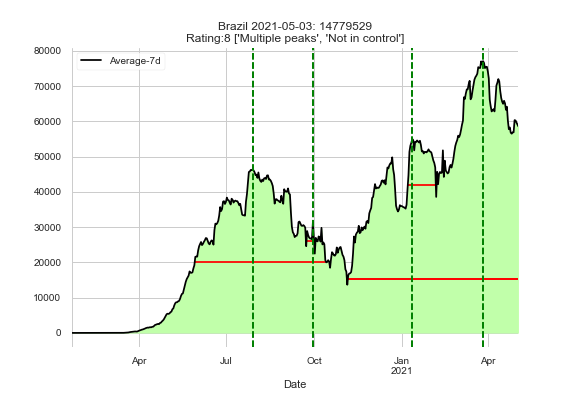 Brazil 2021-05-03: 14779529
Rating:8 ['Multiple peaks', 'Not in control']
Average-7d
80000
70000
60000
50000
40000
30000
20000
10000
0
Apr
Jul
Oct
Jan
2021
Apr
Date